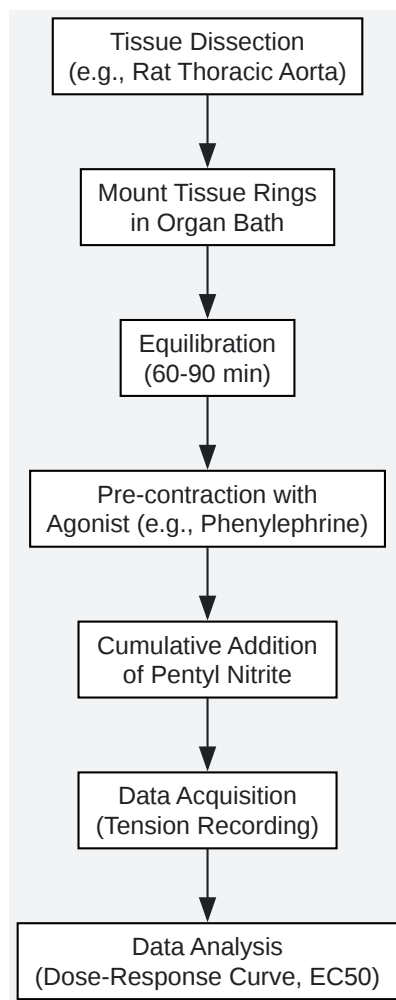 Tissue Dissection
(e.g., Rat Thoracic Aorta)
Mount Tissue Rings
in Organ Bath
Equilibration
(60-90 min)
Pre-contraction with
Agonist (e.g., Phenylephrine)
Cumulative Addition
of Pentyl Nitrite
Data Acquisition
(Tension Recording)
Data Analysis
(Dose-Response Curve, EC50)